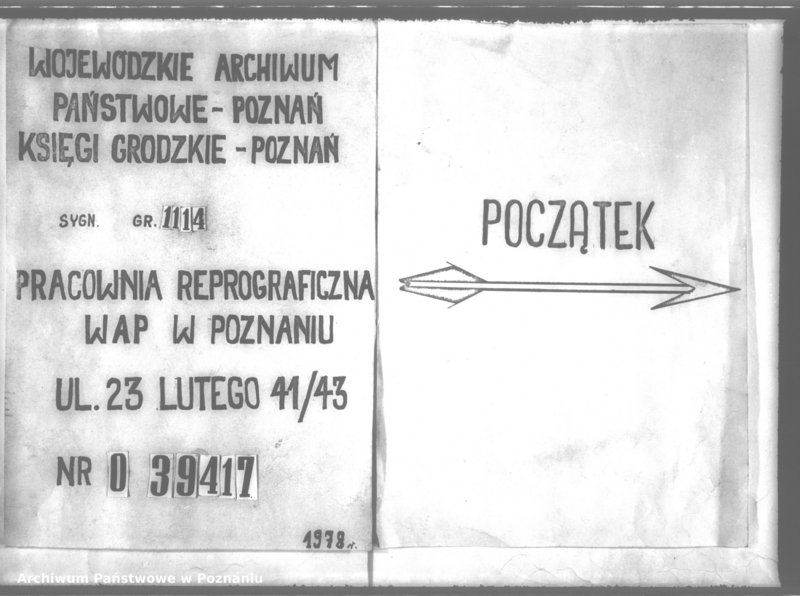 WOJEWÓDZKIE ARCHIWUM
PAŃSTWOWE - POZNAŃ
KSIĘGI GRODZKIE - POZNAŃ
SYGN. GR. 1114
PRACOWNIA REPROGRAFICZNA
WAP W POZNANIU
UL. 23 LUTEGO 41/43
NR 0 39417
1978 r.
POCZĄTEK
Archiwum Państwowe w Poznaniu